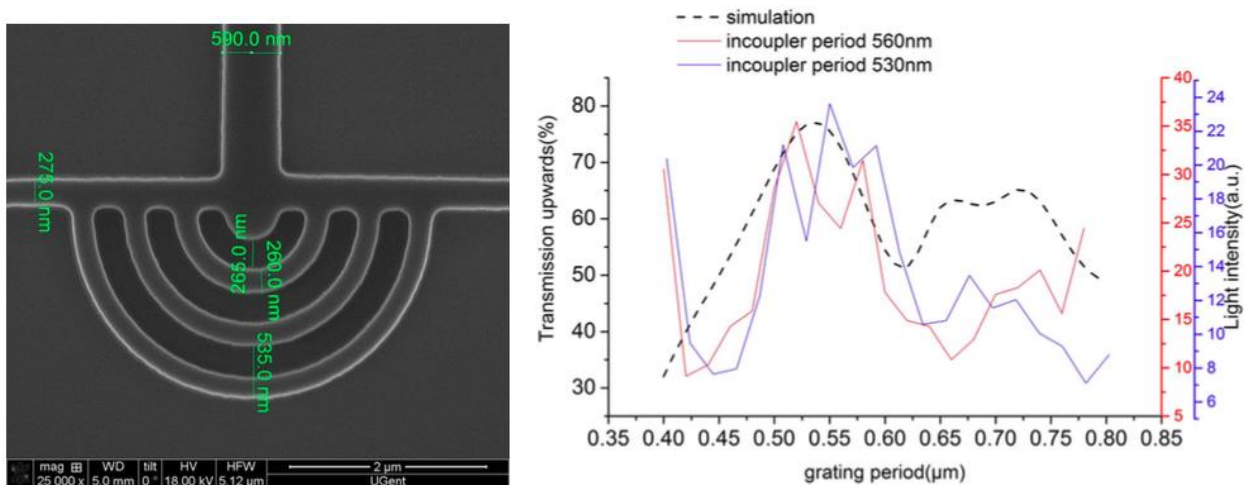 590.0 nm
275.0 nm
295.0 nm
260.0 nm
535.0 nm
mag WD tilt HV HFW 2 µm
25 000 x 5.0 mm 0 ° 18.00 kV 5.12 µm UGent
simulation
incoupler period 560nm
incoupler period 530nm
Transmission upwards(%)
80
70
60
50
40
30
0.35 0.40 0.45 0.50 0.55 0.60 0.65 0.70 0.75 0.80 0.85
grating period(µm)
40
35
30
25
20
15
10
5
Light intensity(a.u.)
24
22
20
18
16
14
12
10
8
6